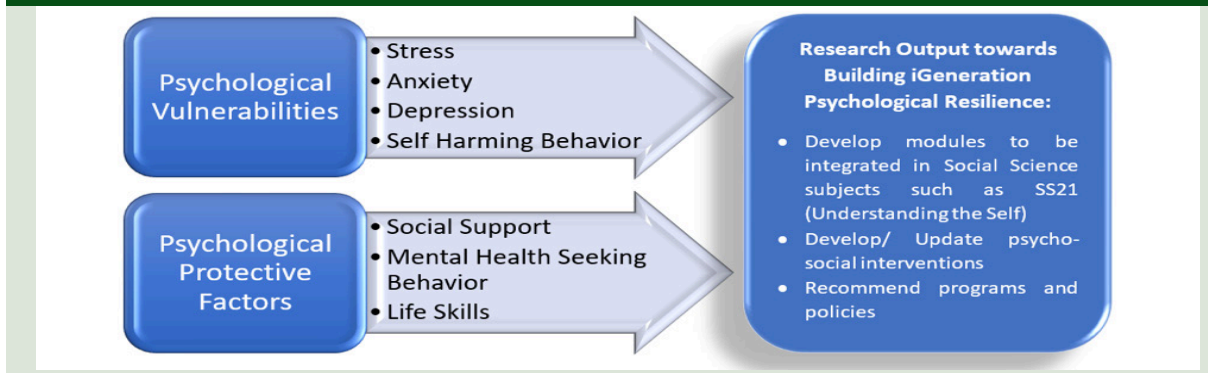 Psychological
Vulnerabilities
• Stress
• Anxiety
• Depression
• Self Harming Behavior
Psychological
Protective
Factors
• Social Support
• Mental Health Seeking
Behavior
• Life Skills
Research Output towards
Building iGeneration
Psychological Resilience:
• Develop modules to be
integrated in Social Science
subjects such as SS21
(Understanding the Self)
• Develop/ Update psycho-
social interventions
• Recommend programs and
policies